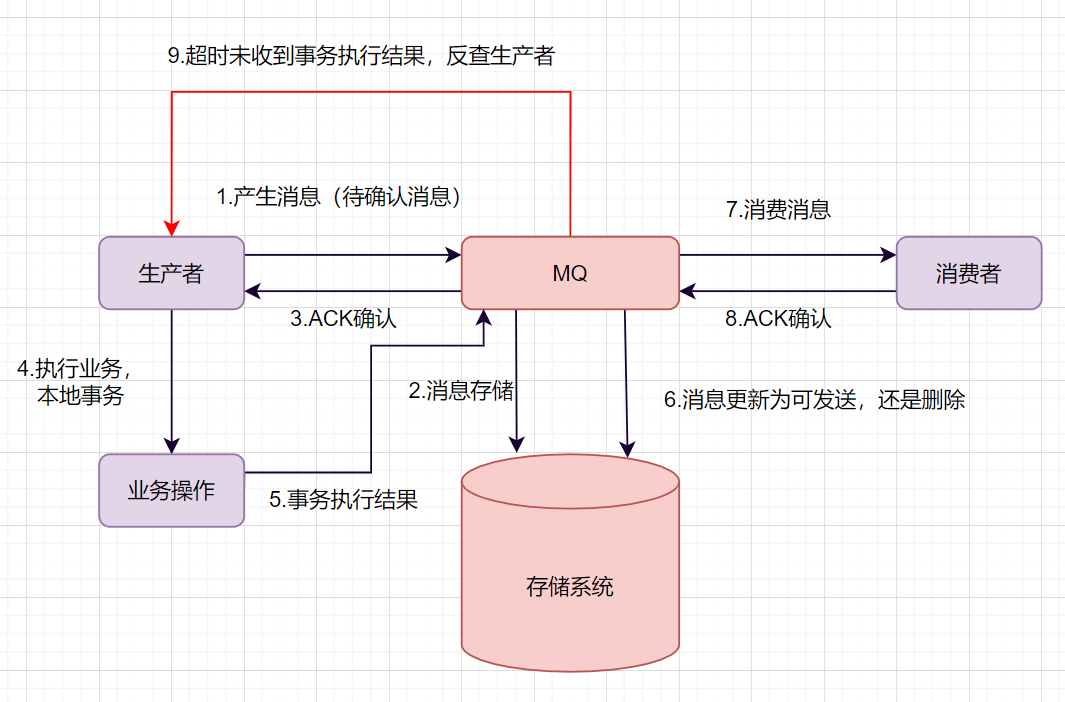 9.超时未收到事务执行结果，反查生产者
1.产生消息（待确认消息）
7.消费消息
生产者
MQ
消费者
3.ACK确认
8.ACK确认
4.执行业务，
本地事务
2.消息存储
6.消息更新为可发送，还是删除
业务操作
5.事务执行结果
存储系统